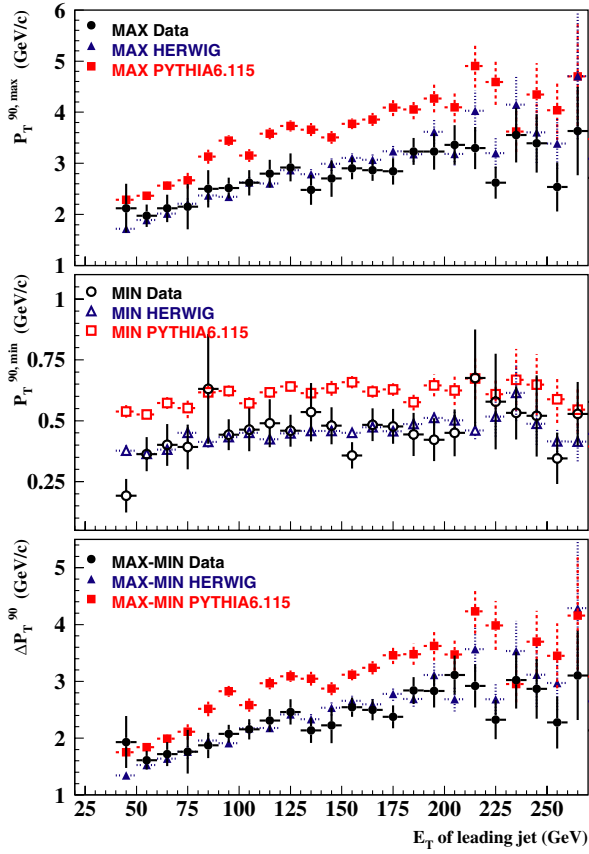 P_T^90, max (GeV/c)
6
5
4
3
2
1
MAX Data
MAX HERWIG
MAX PYTHIA6.115
P_T^90, min (GeV/c)
1
0.75
0.5
0.25
MIN Data
MIN HERWIG
MIN PYTHIA6.115
ΔP_T^90 (GeV/c)
5
4
3
2
1
MAX-MIN Data
MAX-MIN HERWIG
MAX-MIN PYTHIA6.115
25 50 75 100 125 150 175 200 225 250
E_T of leading jet (GeV)